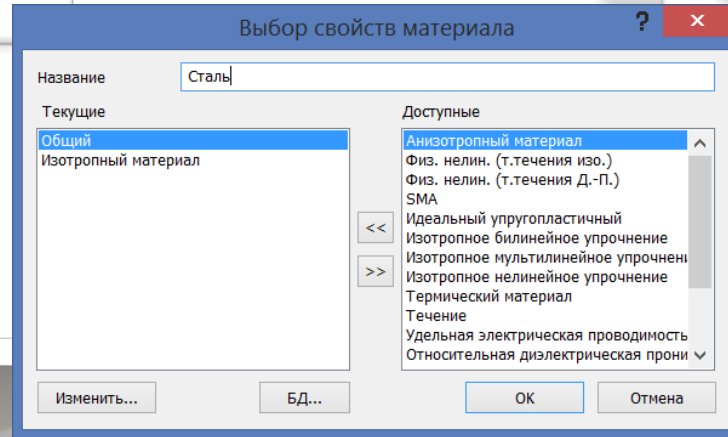 Выбор свойств материала
?
Название
Сталь
Текущие
Общий
Изотропный материал
<<
>>
Доступные
Анизотропный материал
Физ. нелин. (т.течения изо.)
Физ. нелин. (т.течения Д.-П.)
SMA
Идеальный упругопластичный
Изотропное билинейное упрочнение
Изотропное мультилинейное упрочнени
Изотропное нелинейное упрочнение
Термический материал
Течение
Удельная электрическая проводимость
Относительная диэлектрическая прони
Изменить...
БД...
ОК
Отмена